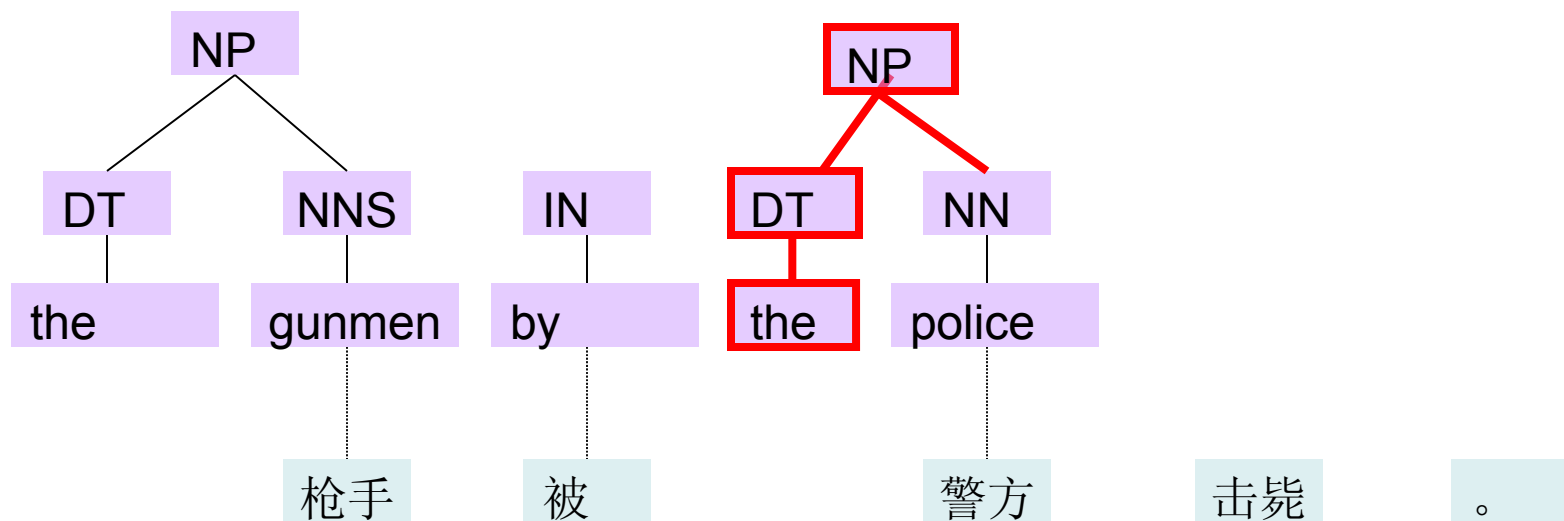 NP NP
DT NNS IN DT NN
the gunmen by the police
枪手 被 警方 击毙 。